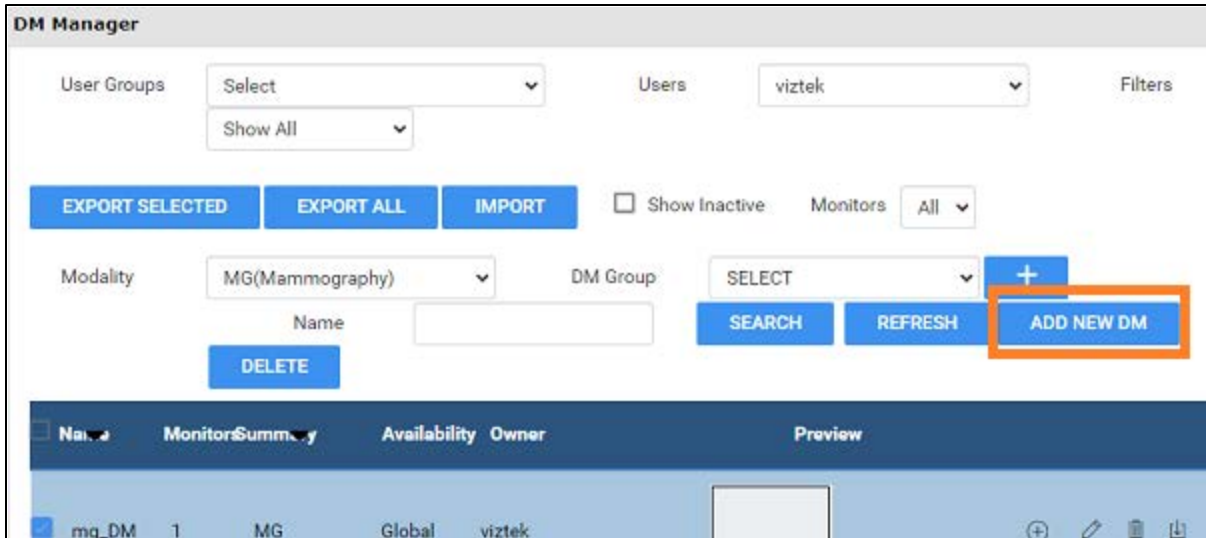 DM Manager
User Groups Select Users viztek Filters
Show All
EXPORT SELECTED EXPORT ALL IMPORT Show Inactive Monitors All
Modality MG(Mammography) DM Group SELECT +
Name SEARCH REFRESH ADD NEW DM
DELETE
Monitors Availability Owner Preview
mg_DM 1 MG Global viztek